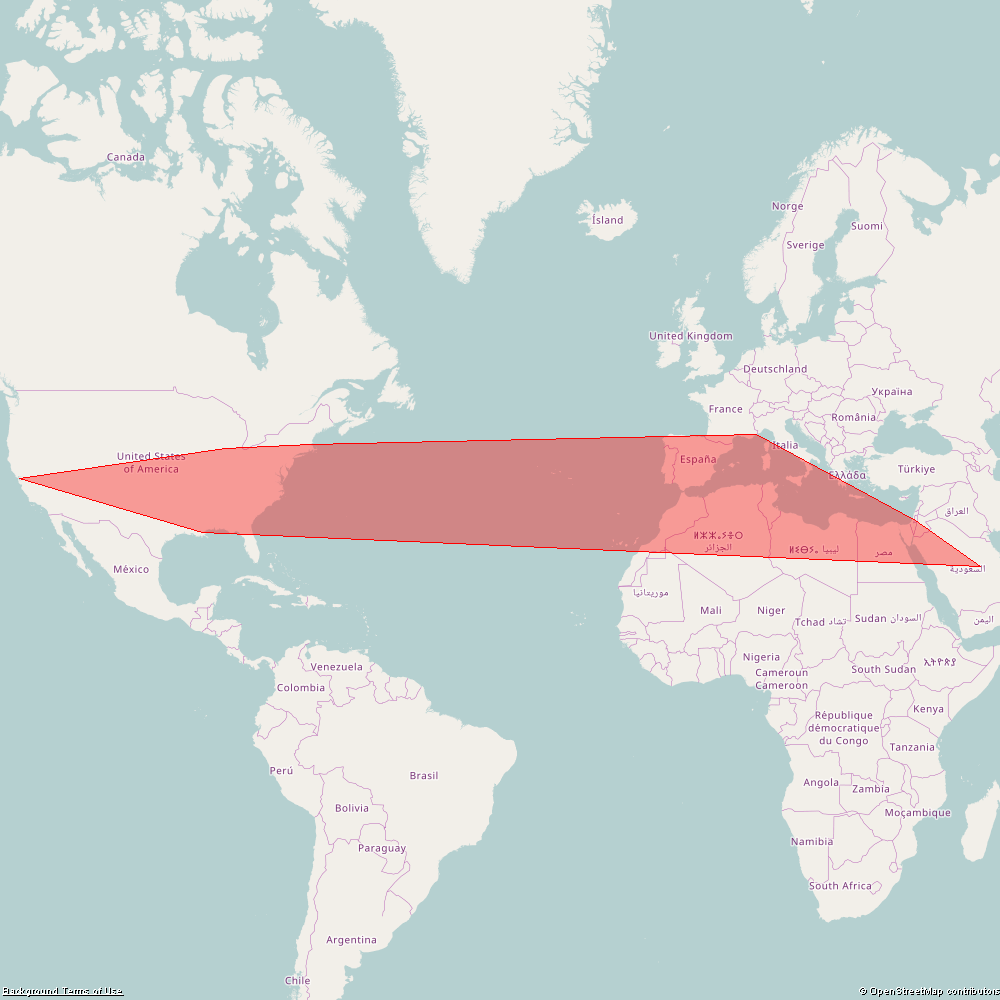 Canada
Norge
Ísland
Suomi
Sverige
United Kingdom
Deutschland
Україна
France
România
Italia
United States
of America
España
Ελλάδα
Türkiye
العراق
ⵍⵣⵣⴰⵢⴻⵔ
الجزائر
ⵍⵉⴱⵢⴰ ليبيا
مصر
السعودية
México
موريتانيا
Mali
Niger
Tchad تشاد
Sudan السودان
اليمن
Nigeria
Venezuela
Cameroun
Cameroon
South Sudan
ኢትዮጵያ
Colombia
Kenya
République
démocratique
du Congo
Tanzania
Perú
Brasil
Angola
Zambia
Bolivia
Moçambique
Paraguay
Namibia
South Africa
Argentina
Chile
Background Terms of Use
© OpenStreetMap contributors